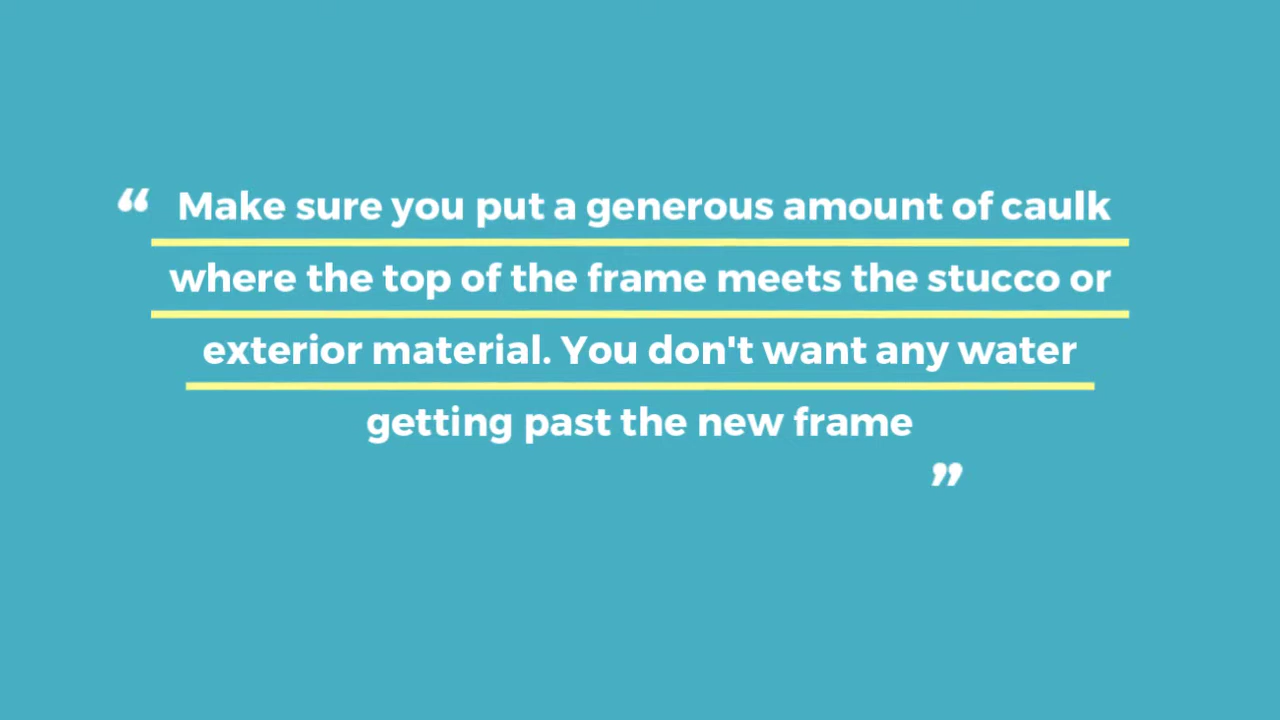 “ Make sure you put a generous amount of caulk
where the top of the frame meets the stucco or
exterior material. You don't want any water
getting past the new frame
”